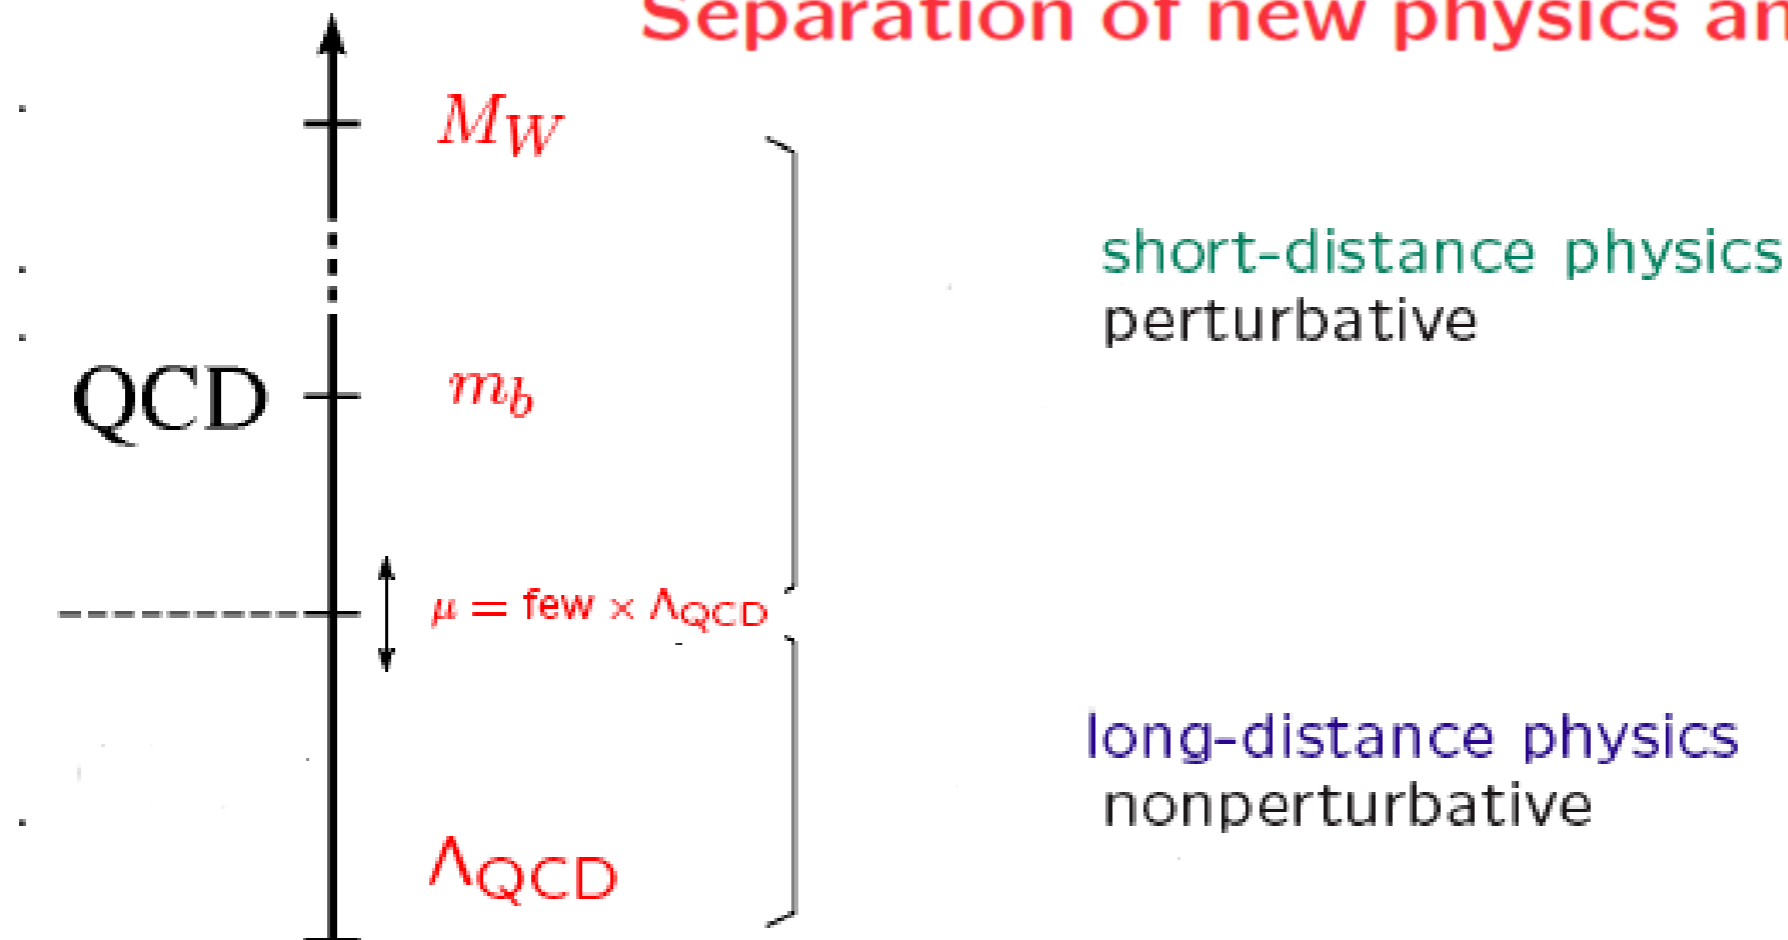 Separation of new physics an
M_W
short-distance physics
perturbative
QCD
m_b
μ = few × Λ_QCD
long-distance physics
nonperturbative
Λ_QCD